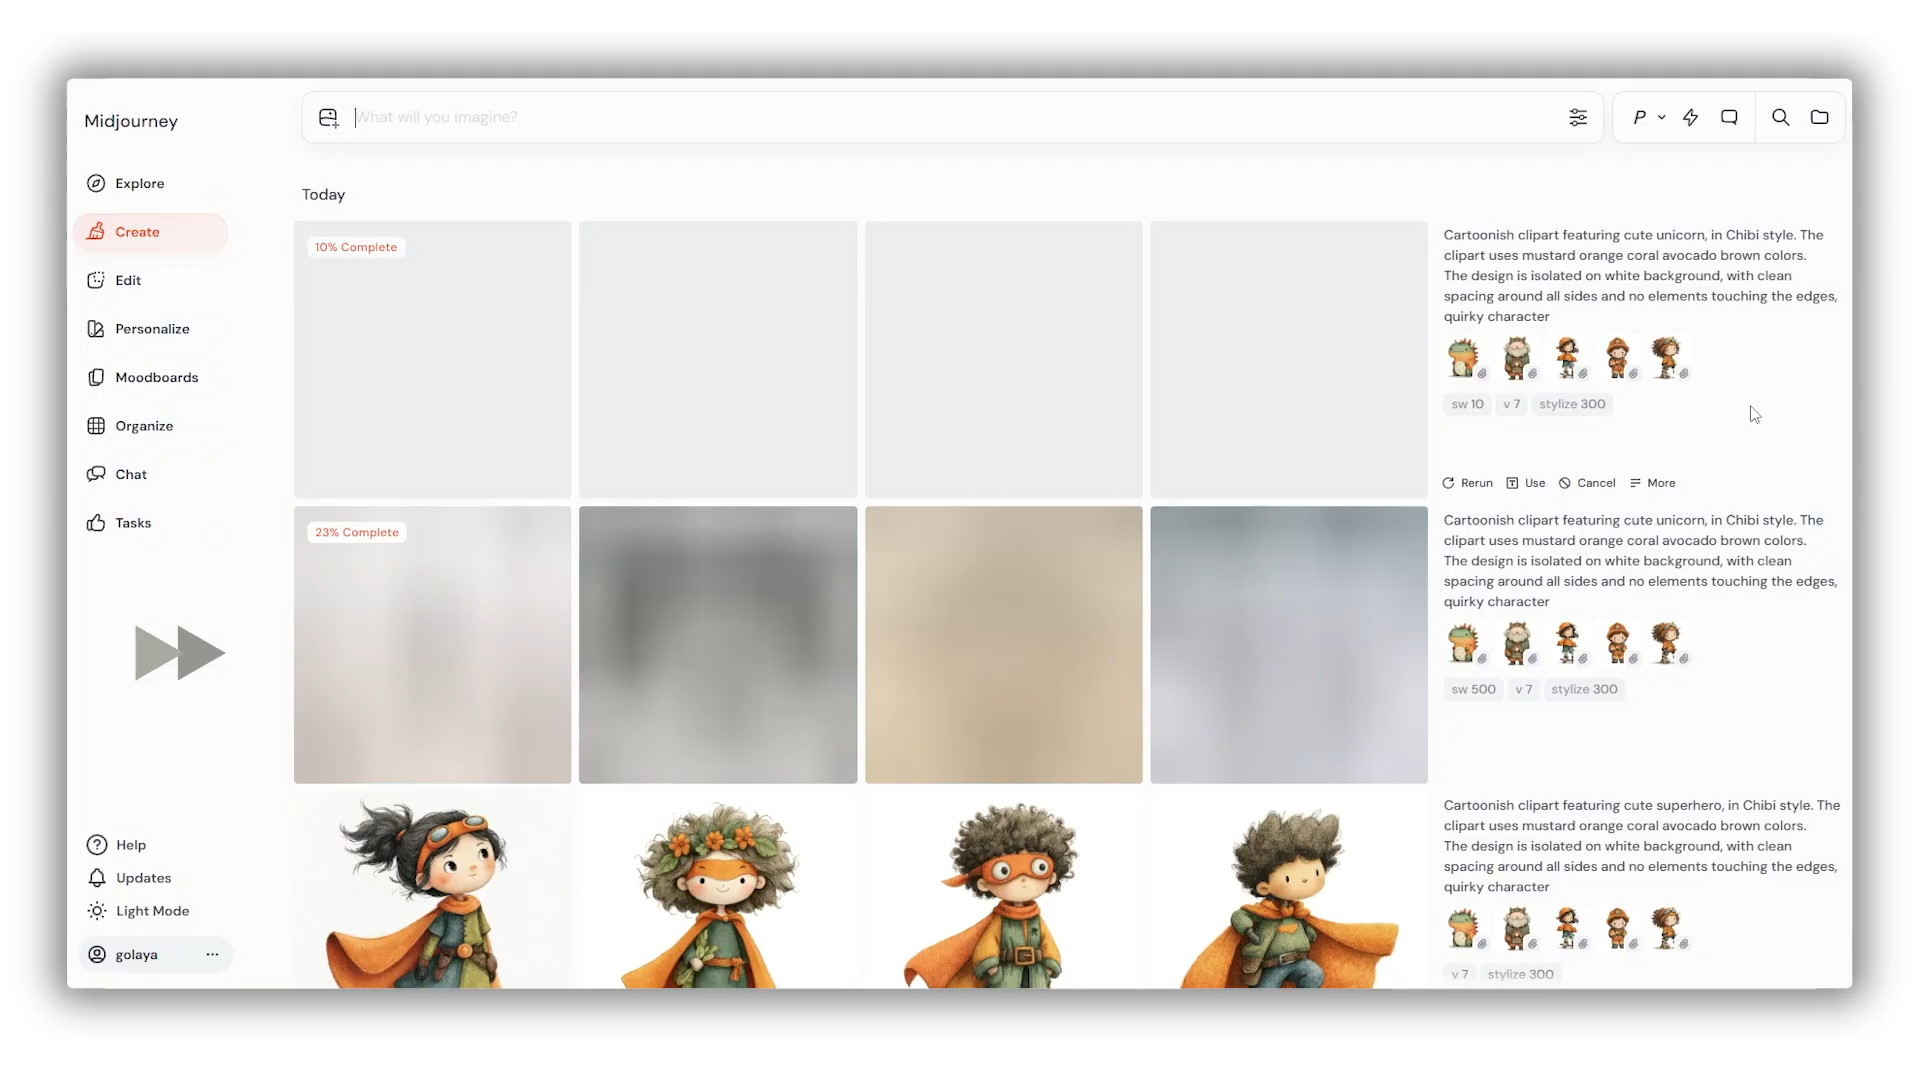 Midjourney
What will you imagine?
P
Explore
Create
Edit
Personalize
Moodboards
Organize
Chat
Tasks
Help
Updates
Light Mode
golaya
Today
10% Complete
Cartoonish clipart featuring cute unicorn, in Chibi style. The
clipart uses mustard orange coral avocado brown colors.
The design is isolated on white background, with clean
spacing around all sides and no elements touching the edges,
quirky character
sw 10 v 7 stylize 300
Rerun Use Cancel More
23% Complete
Cartoonish clipart featuring cute unicorn, in Chibi style. The
clipart uses mustard orange coral avocado brown colors.
The design is isolated on white background, with clean
spacing around all sides and no elements touching the edges,
quirky character
sw 500 v 7 stylize 300
Cartoonish clipart featuring cute superhero, in Chibi style. The
clipart uses mustard orange coral avocado brown colors.
The design is isolated on white background, with clean
spacing around all sides and no elements touching the edges,
quirky character
v 7 stylize 300